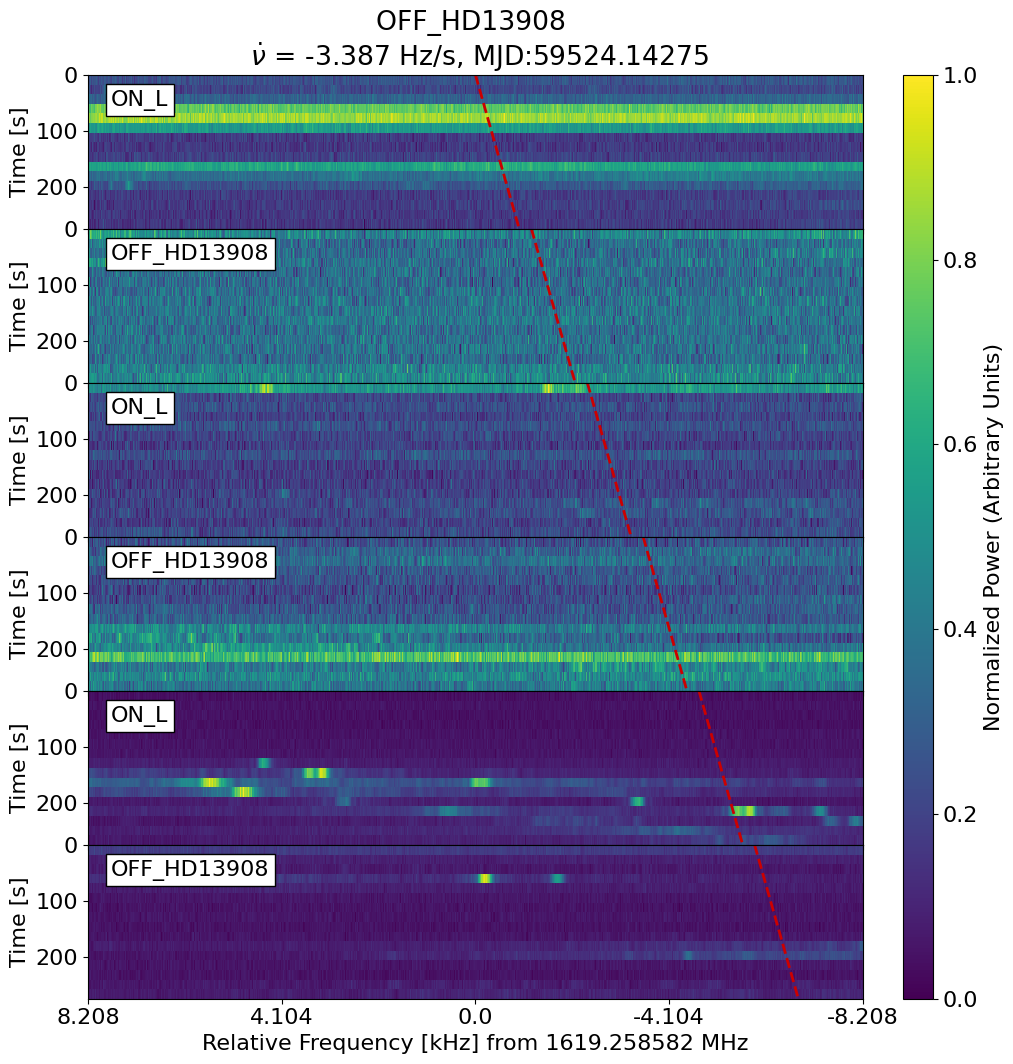 OFF_HD13908
ν̇ = -3.387 Hz/s, MJD:59524.14275
0
100
200
Time [s]
ON_L
0
100
200
Time [s]
OFF_HD13908
0
100
200
Time [s]
ON_L
0
100
200
Time [s]
OFF_HD13908
0
100
200
Time [s]
ON_L
0
100
200
Time [s]
OFF_HD13908
8.208 4.104 0.0 -4.104 -8.208
Relative Frequency [kHz] from 1619.258582 MHz
1.0
0.8
0.6
0.4
0.2
0.0
Normalized Power (Arbitrary Units)